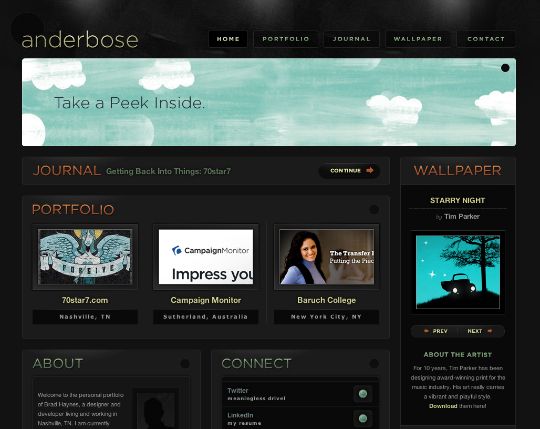 anderbose
HOME
PORTFOLIO
JOURNAL
WALLPAPER
CONTACT
Take a Peek Inside.
JOURNAL Getting Back Into Things: 70star7
CONTINUE
PORTFOLIO
FORGIVE
70star7.com
Nashville, TN
CampaignMonitor
Impress you
Campaign Monitor
Sutherland, Australia
The Transfer
Putting the Piec
Baruch College
New York City, NY
WALLPAPER
STARRY NIGHT
by Tim Parker
PREV
NEXT
ABOUT THE ARTIST
For 10 years, Tim Parker has been
designing award-winning print for the
music industry. His art really carries
a vibrant and playful style.
Download them here!
ABOUT
Welcome to the personal portfolio
of Brad Haynes, a designer and
developer living and working in
Nashville, TN. I am currently
CONNECT
Twitter
meaningless drivel
LinkedIn
my resume